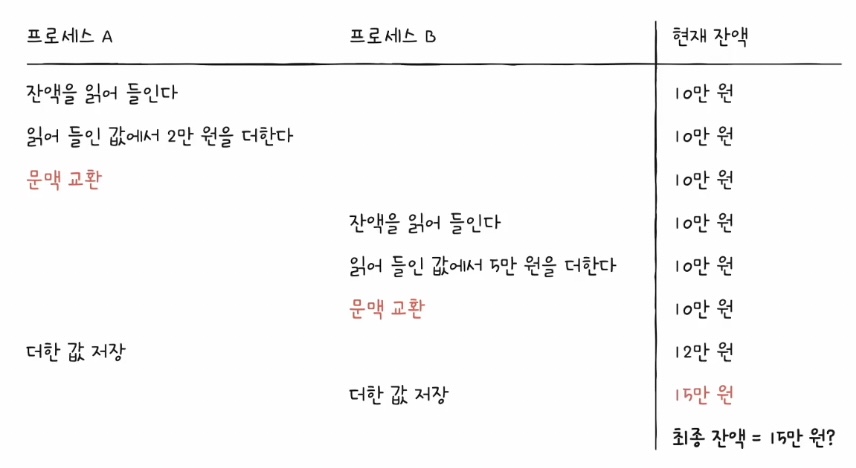 프로세스 A 프로세스 B 현재 잔액
잔액을 읽어 들인다 10만 원
읽어 들인 값에서 2만 원을 더한다 10만 원
문맥 교환 10만 원
잔액을 읽어 들인다 10만 원
읽어 들인 값에서 5만 원을 더한다 10만 원
문맥 교환 10만 원
더한 값 저장 12만 원
더한 값 저장 15만 원
최종 잔액 = 15만 원?